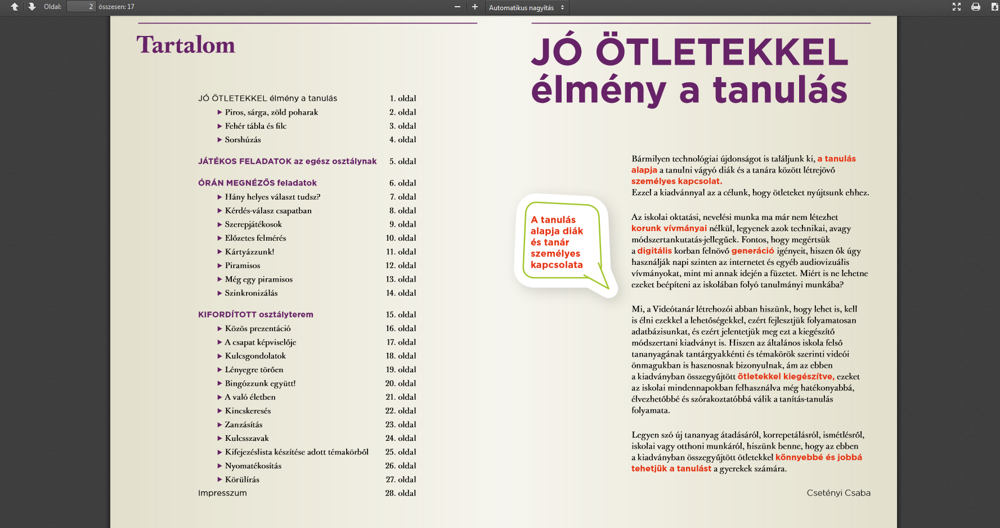 Oldal: 2 összesen: 17
Automatikus nagyítás
Tartalom
JÓ ÖTLETEKKEL élmény a tanulás 1. oldal
Piros, sárga, zöld poharak 2. oldal
Fehér tábla és filc 3. oldal
Sorshúzás 4. oldal
JÁTÉKOS FELADATOK az egész osztálynak 5. oldal
ÓRÁN MEGNÉZŐS feladatok 6. oldal
Hány helyes választ tudsz? 7. oldal
Kérdés-válasz csapatban 8. oldal
Szerepjátékosok 9. oldal
Előzetes felmérés 10. oldal
Kártyázzunk! 11. oldal
Piramisos 12. oldal
Még egy piramisos 13. oldal
Szinkronizálás 14. oldal
KIFORDÍTOTT osztályterem 15. oldal
Közös prezentáció 16. oldal
A csapat képviselője 17. oldal
Kulcsgondolatok 18. oldal
Lényegre törően 19. oldal
Bingózzunk együtt! 20. oldal
A való életben 21. oldal
Kincskeresés 22. oldal
Zanzásítás 23. oldal
Kulcsszavak 24. oldal
Kifejezéslista készítése adott témakörből 25. oldal
Nyomatékosítás 26. oldal
Körülírás 27. oldal
Impresszum 28. oldal
JÓ ÖTLETEKKEL
élmény a tanulás
A tanulás
alapja diák
és tanár
személyes
kapcsolata
Bármilyen technológiai újdonságot is találjunk ki, a tanulás
alapja a tanulni vágyó diák és a tanára között létrejövő
személyes kapcsolat.
Ezzel a kiadvánnyal az a célunk, hogy ötleteket nyújtsunk ehhez.
Az iskolai oktatási, nevelési munka ma már nem létezhet
korunk vívmányai nélkül, legyenek azok technikai, avagy
módszertankutatás-jellegűek. Fontos, hogy megértsük
a digitális korban felnövő generáció igényeit, hiszen ők úgy
használják napi szinten az internetet és egyéb audiovizuális
vívmányokat, mint mi annak idején a füzetet. Miért is ne lehetne
ezeket beépíteni az iskolában folyó tanulmányi munkába?
Mi, a Videótanár létrehozói abban hiszünk, hogy lehet is, kell
is élni ezekkel a lehetőségekkel, ezért fejlesztjük folyamatosan
adatbázisunkat, és ezért jelentetjük meg ezt a kiegészítő
módszertani kiadványt is. Hiszen az általános iskola felső
tananyagának tantárgyakkénti és témakörök szerinti videói
önmagukban is hasznosnak bizonyulnak, ám az ebben
a kiadványban összegyűjtött ötletekkel kiegészítve, ezeket
az iskolai mindennapokban felhasználva még hatékonyabbá,
élvezhetőbbé és szórakoztatóbbá válik a tanítás-tanulás
folyamata.
Legyen szó új tananyag átadásáról, korrepetálásról, ismétlésről,
iskolai vagy otthoni munkáról, hiszünk benne, hogy az ebben
a kiadványban összegyűjtött ötletekkel könnyebbé és jobbá
tehetjük a tanulást a gyerekek számára.
Csetényi Csaba